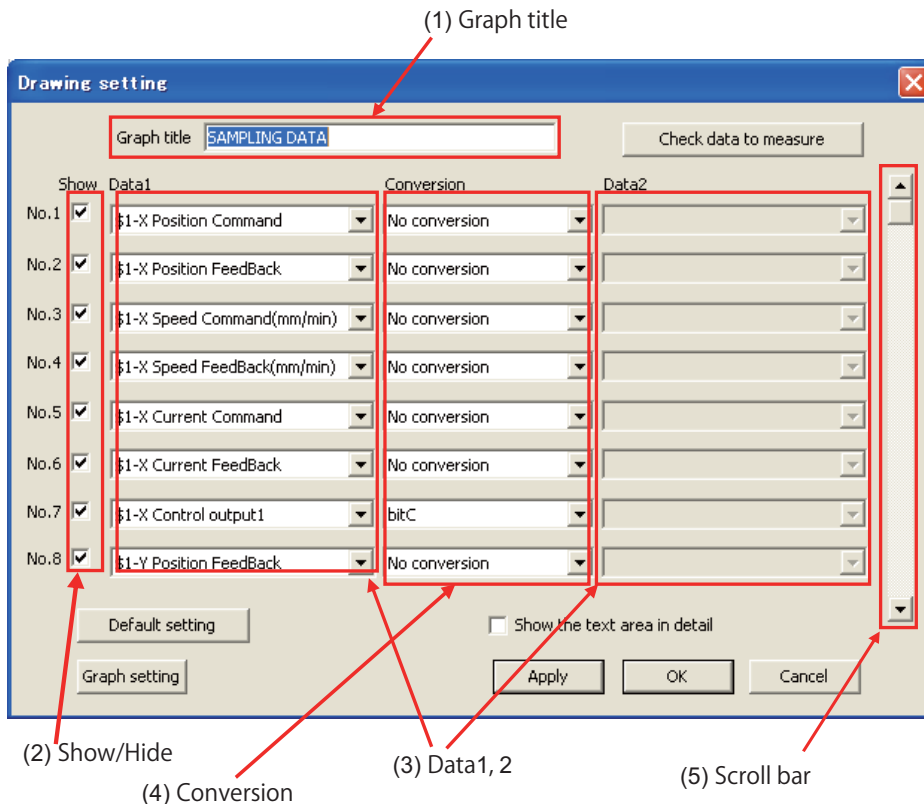 (1) Graph title
Drawing setting
Graph title SAMPLING DATA Check data to measure
Show Data1 Conversion Data2
No.1 $1-X Position Command No conversion
No.2 $1-X Position FeedBack No conversion
No.3 $1-X Speed Command(mm/min) No conversion
No.4 $1-X Speed FeedBack(mm/min) No conversion
No.5 $1-X Current Command No conversion
No.6 $1-X Current FeedBack No conversion
No.7 $1-X Control output1 bitC
No.8 $1-Y Position FeedBack No conversion
Default setting Show the text area in detail
Graph setting Apply OK Cancel
(2) Show/Hide (3) Data1, 2 (5) Scroll bar
(4) Conversion